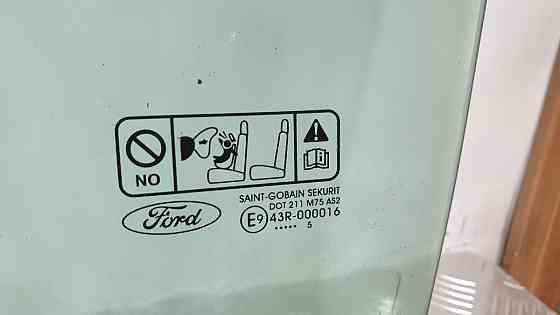 NO
SAINT-GOBAIN SEKURIT
DOT 211 M75 AS2
Ford
E9 43R-000016
..... 5